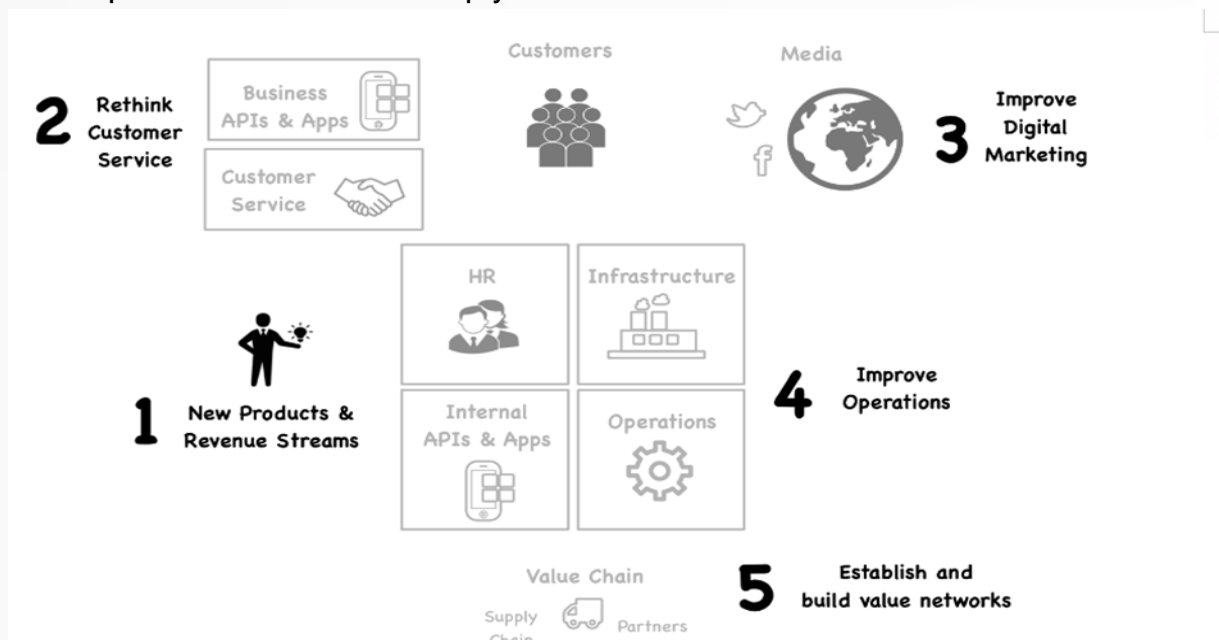 Customers
Media
2
Rethink
Customer
Service
Business
APIs & Apps
Customer
Service
3
Improve
Digital
Marketing
HR
Infrastructure
1
New Products &
Revenue Streams
Internal
APIs & Apps
Operations
4
Improve
Operations
Value Chain
Supply
Chain
Partners
5
Establish and
build value networks